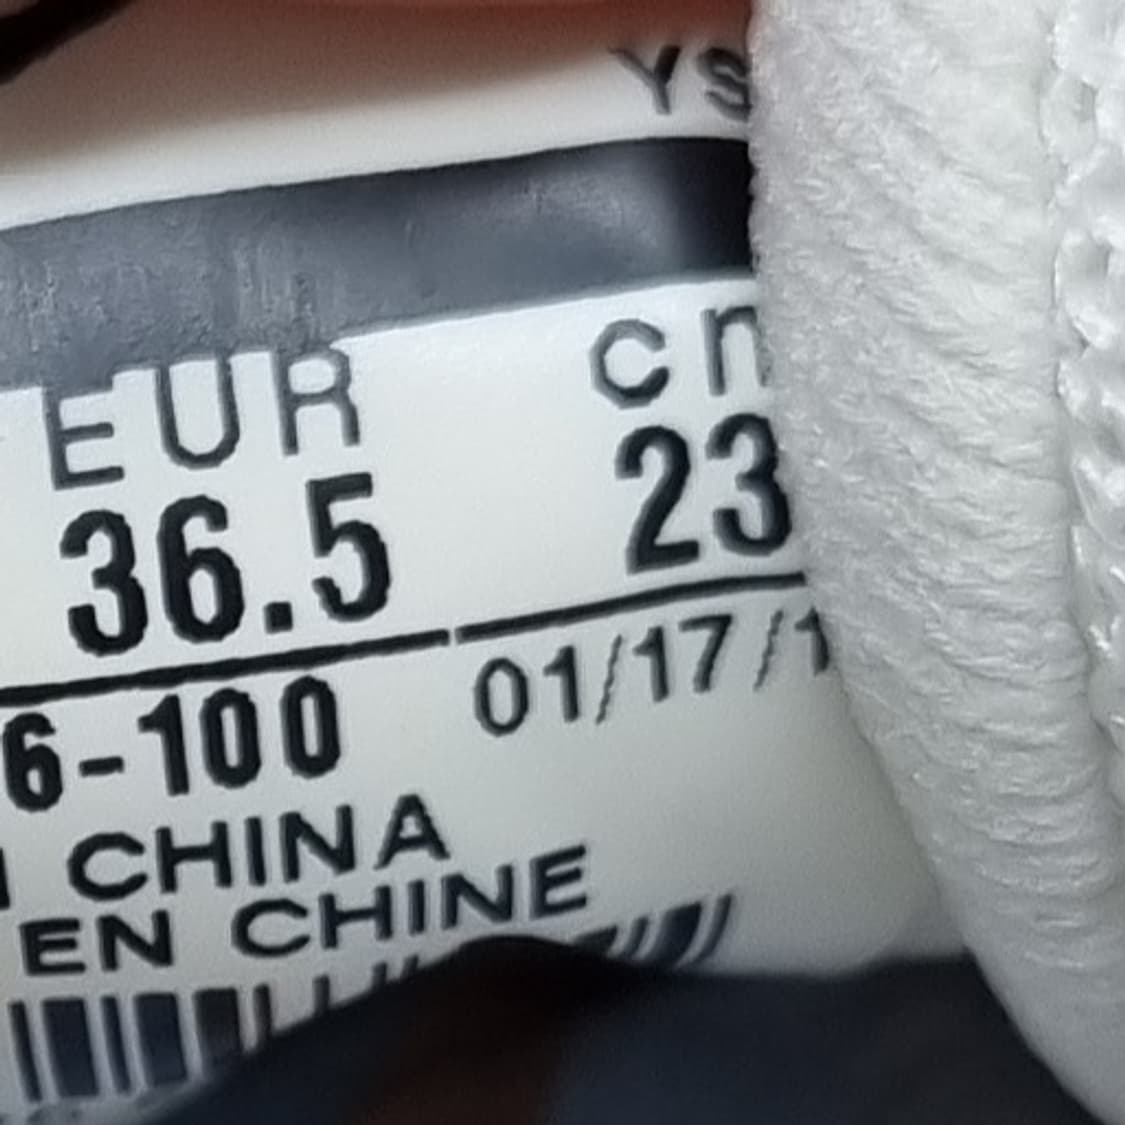 YS
EUR cm
36.5 23
6-100 01/17/1
CHINA
EN CHINE